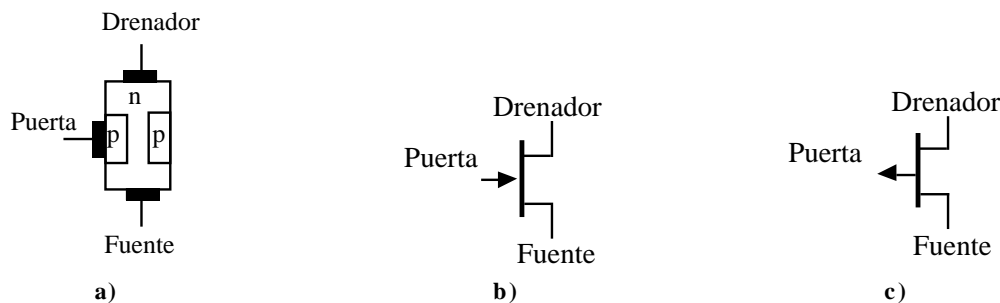 Drenador
n
Puerta
p
p
Fuente
a)
Drenador
Puerta
Fuente
b)
Drenador
Puerta
Fuente
c)